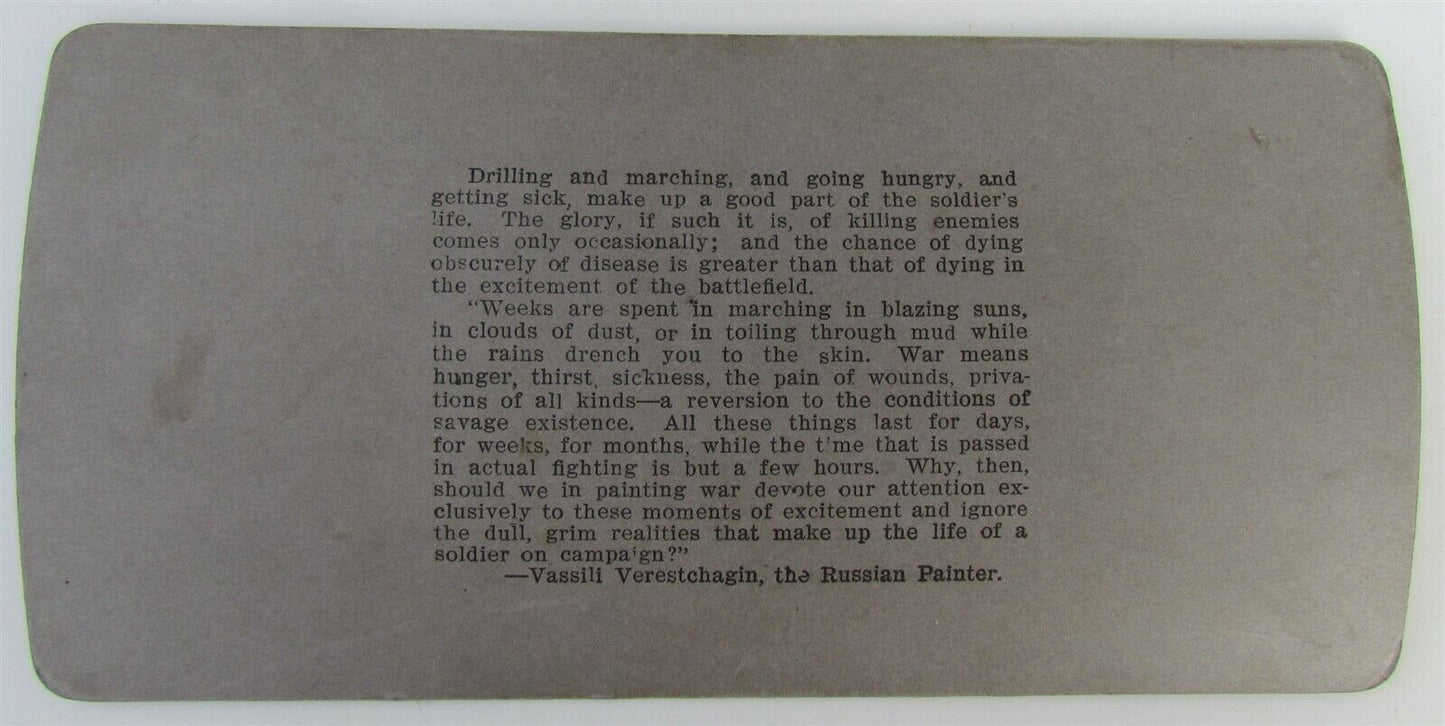 Drilling and marching, and going hungry, and
getting sick, make up a good part of the soldier's
life. The glory, if such it is, of killing enemies
comes only occasionally; and the chance of dying
obscurely of disease is greater than that of dying in
the excitement of the battlefield.
"Weeks are spent in marching in blazing suns,
in clouds of dust, or in toiling through mud while
the rains drench you to the skin. War means
hunger, thirst, sickness, the pain of wounds, priva-
tions of all kinds—a reversion to the conditions of
savage existence. All these things last for days,
for weeks, for months, while the time that is passed
in actual fighting is but a few hours. Why, then,
should we in painting war devote our attention ex-
clusively to these moments of excitement and ignore
the dull, grim realities that make up the life of a
soldier on campaign?"
—Vassili Verestchagin, the Russian Painter.